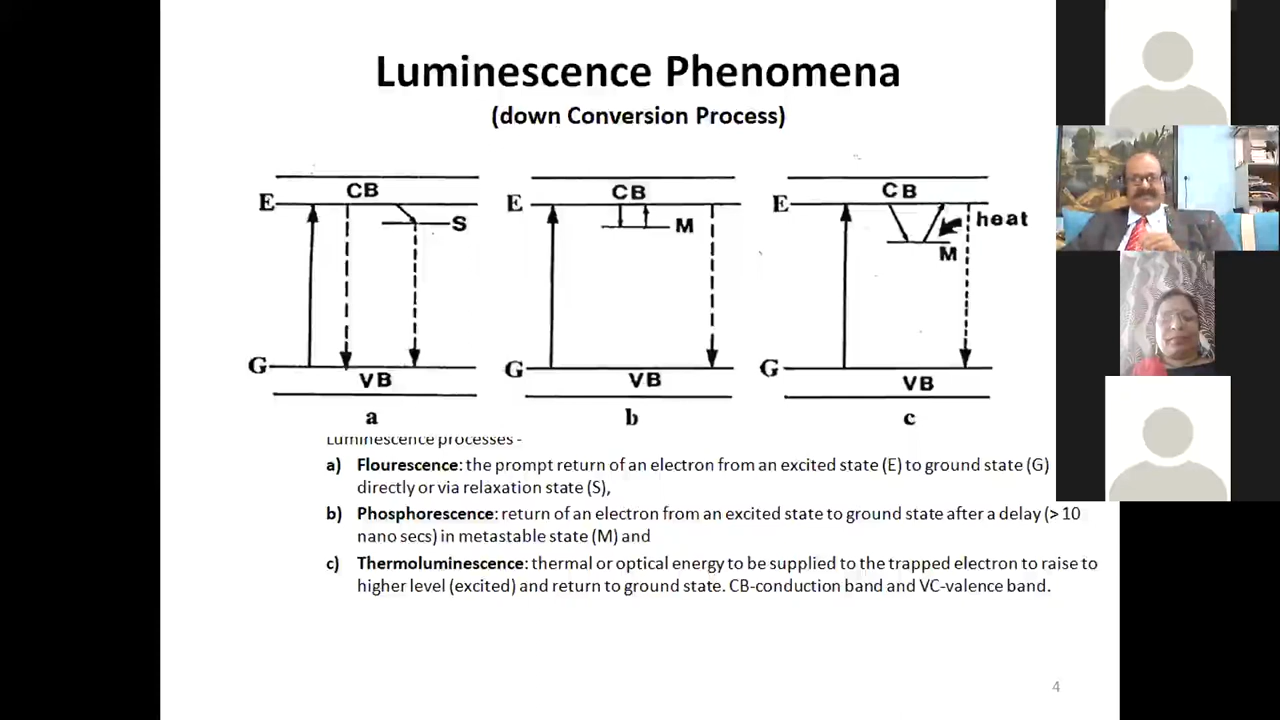 Luminescence Phenomena
(down Conversion Process)
CB
E
S
G
VB
a
CB
E
M
G
VB
b
CB
E
heat
M
G
VB
c
Luminescence processes -
a) Flourescence: the prompt return of an electron from an excited state (E) to ground state (G)
directly or via relaxation state (S),
b) Phosphorescence: return of an electron from an excited state to ground state after a delay (> 10
nano secs) in metastable state (M) and
c) Thermoluminescence: thermal or optical energy to be supplied to the trapped electron to raise to
higher level (excited) and return to ground state. CB-conduction band and VC-valence band.
4